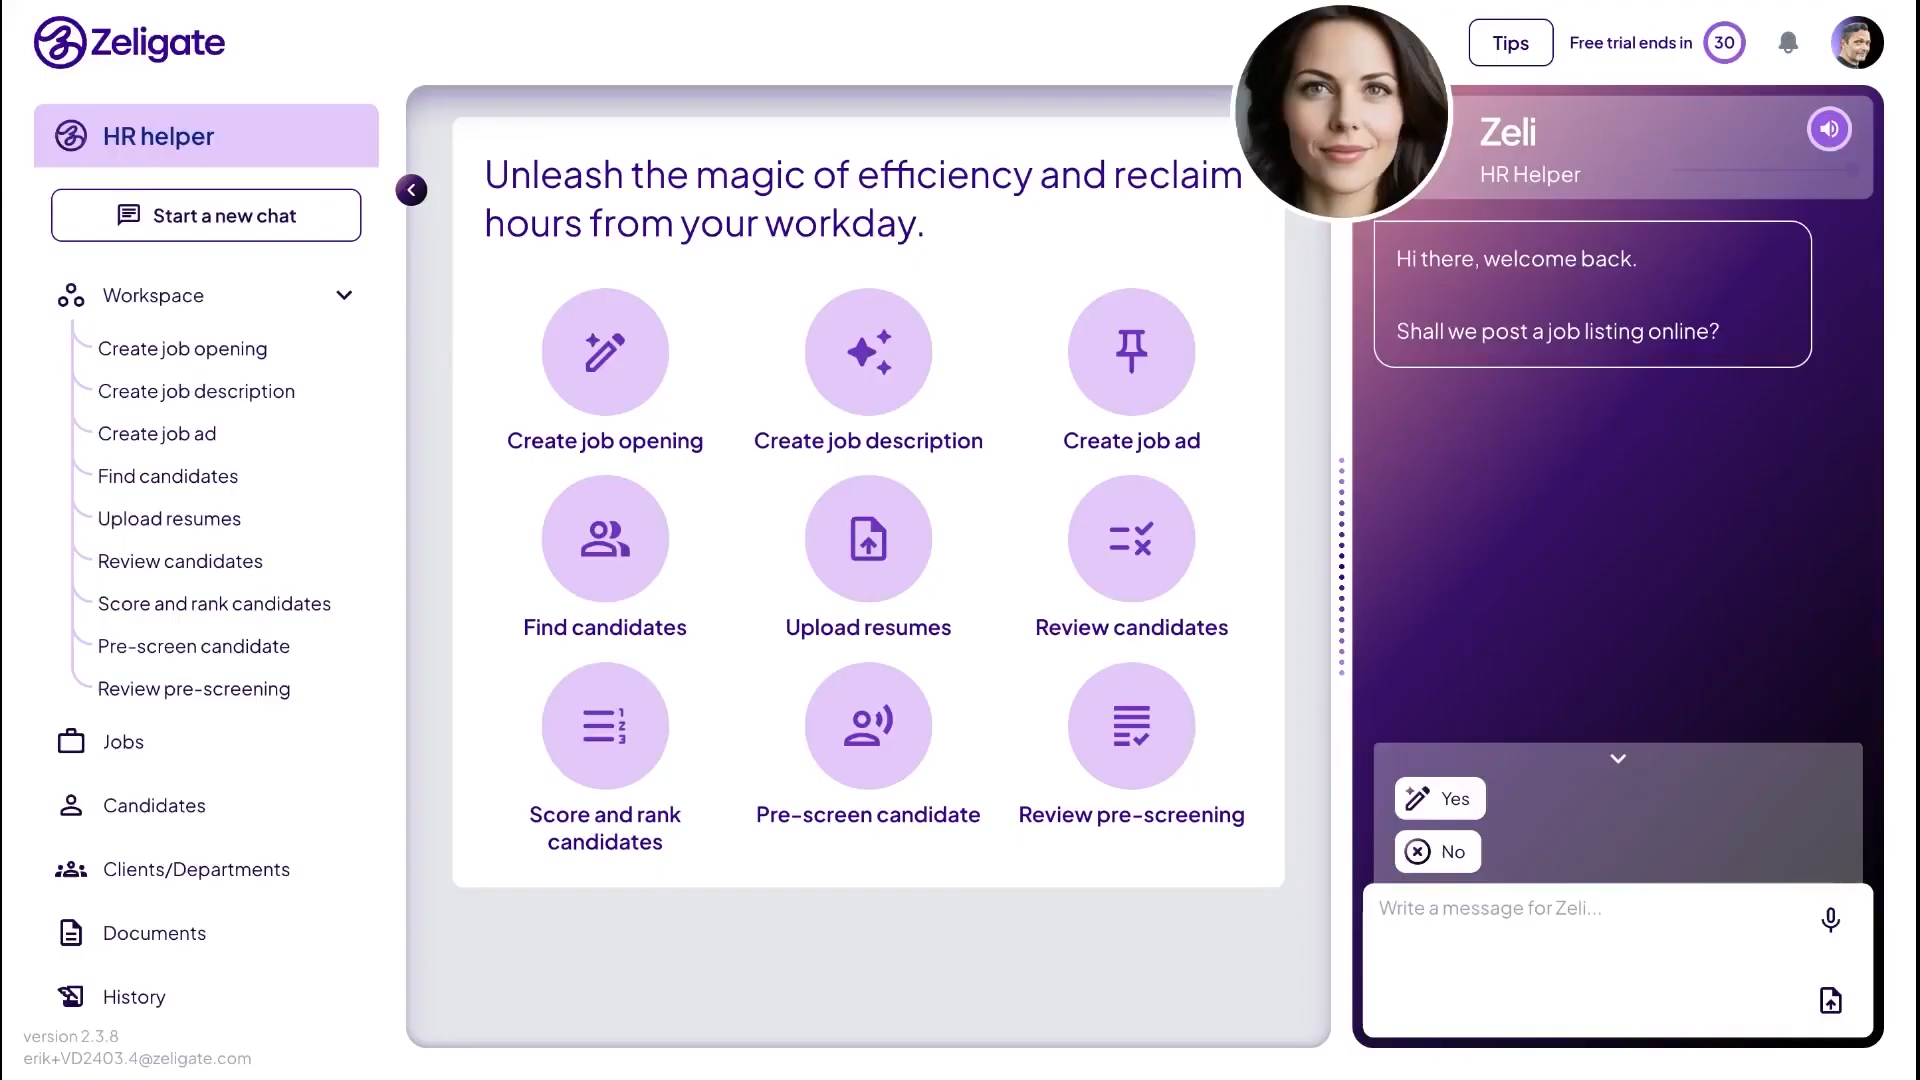 Zeligate
Tips
Free trial ends in
30
HR helper
Start a new chat
Workspace
Create job opening
Create job description
Create job ad
Find candidates
Upload resumes
Review candidates
Score and rank candidates
Pre-screen candidate
Review pre-screening
Jobs
Candidates
Clients/Departments
Documents
History
version 2.3.8
erik+VD2403.4@zeligate.com
Unleash the magic of efficiency and reclaim
hours from your workday.
Create job opening
Create job description
Create job ad
Find candidates
Upload resumes
Review candidates
1
2
3
Score and rank
candidates
Pre-screen candidate
Review pre-screening
Zeli
HR Helper
Hi there, welcome back.
Shall we post a job listing online?
Yes
No
Write a message for Zeli...